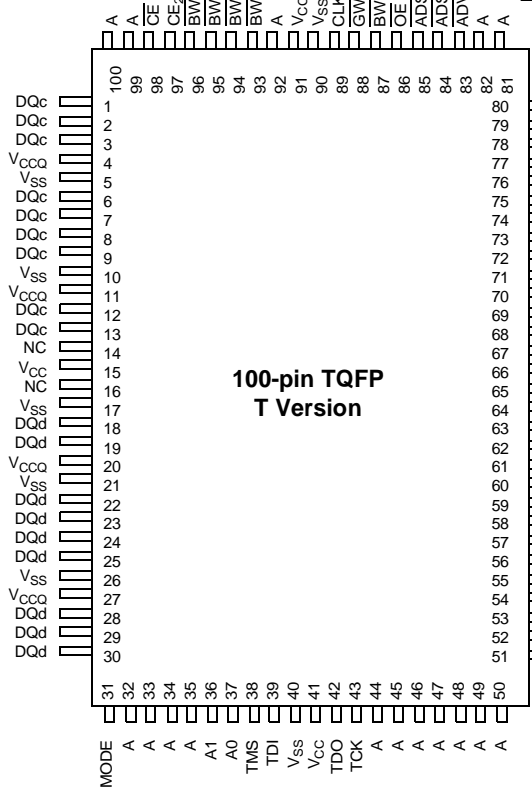 A A CE CE2 BW BW BW BW A VCC VSS CLK GW BW OE ADS ADS ADV A A
100 99 98 97 96 95 94 93 92 91 90 89 88 87 86 85 84 83 82 81
DQc 1 80
DQc 2 79
DQc 3 78
VCCQ 4 77
VSS 5 76
DQc 6 75
DQc 7 74
DQc 8 73
DQc 9 72
VSS 10 71
VCCQ 11 70
DQc 12 69
DQc 13 68
NC 14 67
VCC 15 66
NC 16 65
VSS 17 64
DQd 18 63
DQd 19 62
VCCQ 20 61
VSS 21 60
DQd 22 59
DQd 23 58
DQd 24 57
DQd 25 56
VSS 26 55
VCCQ 27 54
DQd 28 53
DQd 29 52
DQd 30 51
100-pin TQFP
T Version
31 32 33 34 35 36 37 38 39 40 41 42 43 44 45 46 47 48 49 50
MODE A A A A A1 A0 TMS TDI VSS VCC TDO TCK A A A A A A A